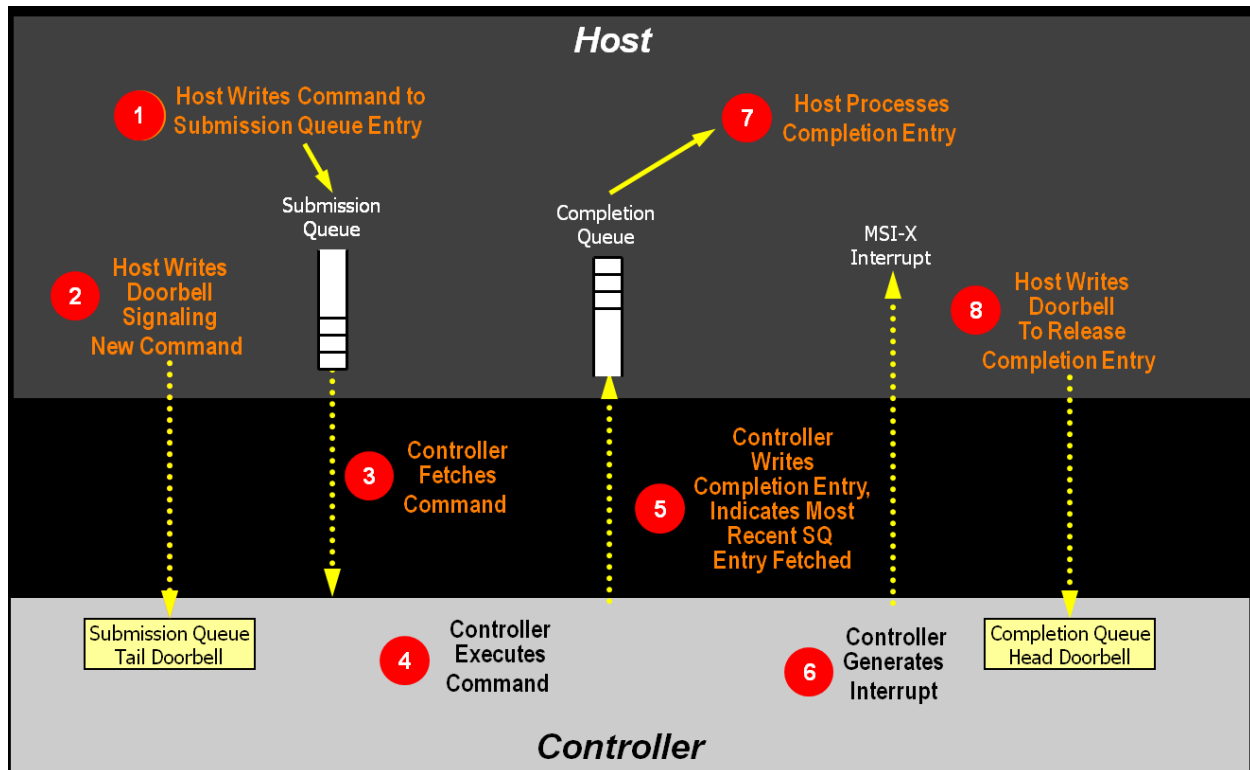 Host
1
Host Writes Command to
Submission Queue Entry
7
Host Processes
Completion Entry
Submission
Queue
Completion
Queue
MSI-X
Interrupt
2
Host Writes
Doorbell
Signaling
New Command
8
Host Writes
Doorbell
To Release
Completion Entry
3
Controller
Fetches
Command
5
Controller
Writes
Completion Entry,
Indicates Most
Recent SQ
Entry Fetched
Submission Queue
Tail Doorbell
4
Controller
Executes
Command
6
Controller
Generates
Interrupt
Completion Queue
Head Doorbell
Controller